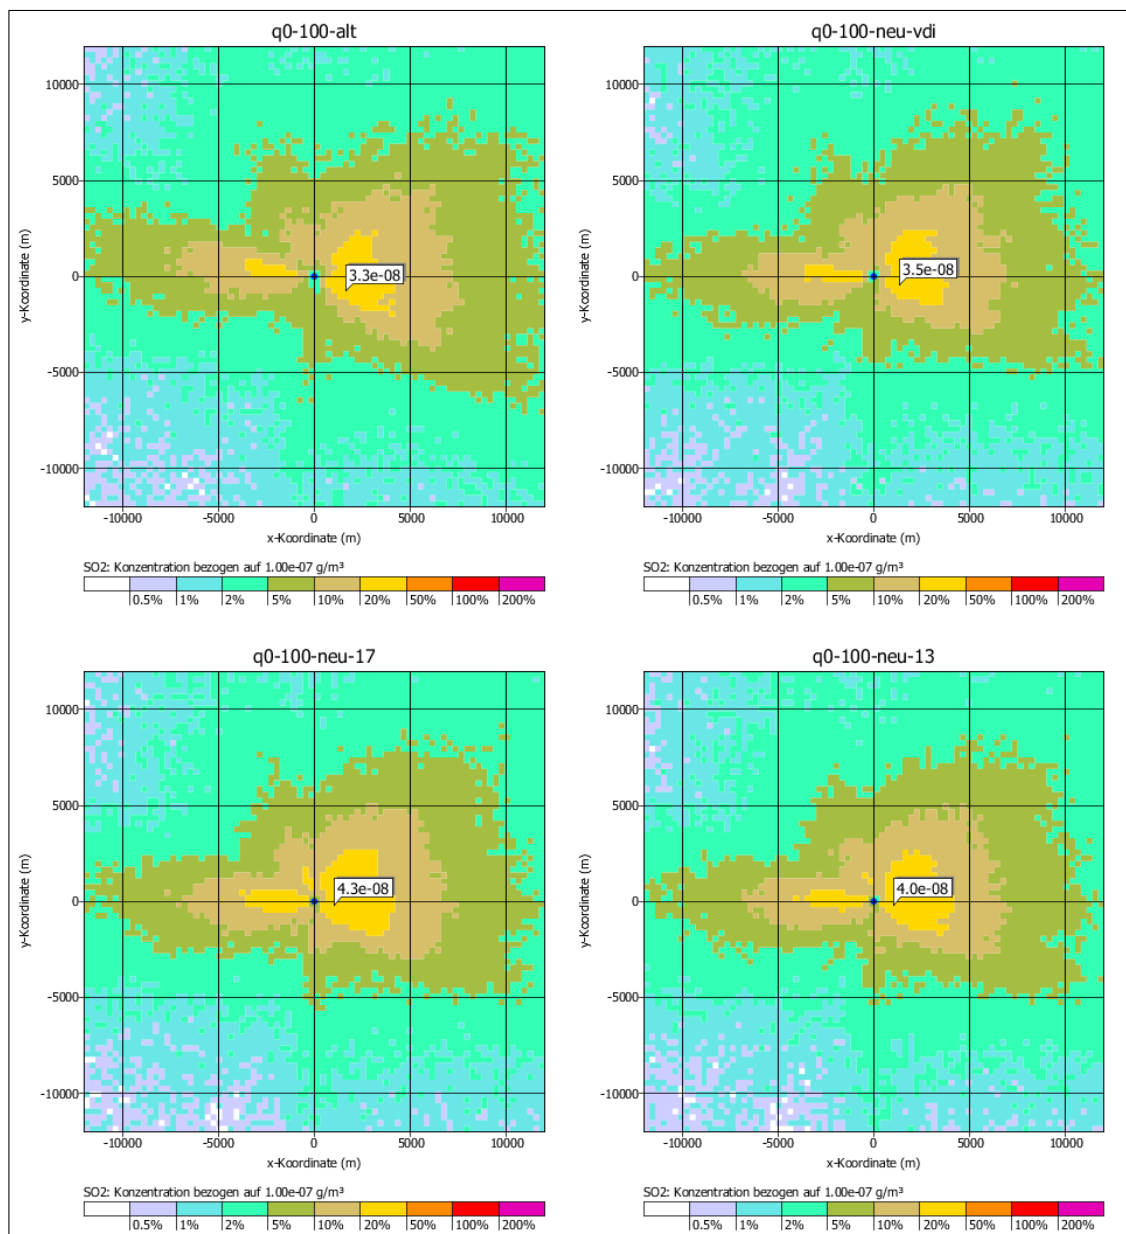 q0-100-alt
q0-100-neu-vdi
10000
5000
0
-5000
-10000
y-Koordinate (m)
3.3e-08
-10000 -5000 0 5000 10000
x-Koordinate (m)
10000
5000
0
-5000
-10000
y-Koordinate (m)
3.5e-08
-10000 -5000 0 5000 10000
x-Koordinate (m)
SO2: Konzentration bezogen auf 1.00e-07 g/m³
0.5% 1% 2% 5% 10% 20% 50% 100% 200%
SO2: Konzentration bezogen auf 1.00e-07 g/m³
0.5% 1% 2% 5% 10% 20% 50% 100% 200%
q0-100-neu-17
q0-100-neu-13
10000
5000
0
-5000
-10000
y-Koordinate (m)
4.3e-08
-10000 -5000 0 5000 10000
x-Koordinate (m)
10000
5000
0
-5000
-10000
y-Koordinate (m)
4.0e-08
-10000 -5000 0 5000 10000
x-Koordinate (m)
SO2: Konzentration bezogen auf 1.00e-07 g/m³
0.5% 1% 2% 5% 10% 20% 50% 100% 200%
SO2: Konzentration bezogen auf 1.00e-07 g/m³
0.5% 1% 2% 5% 10% 20% 50% 100% 200%